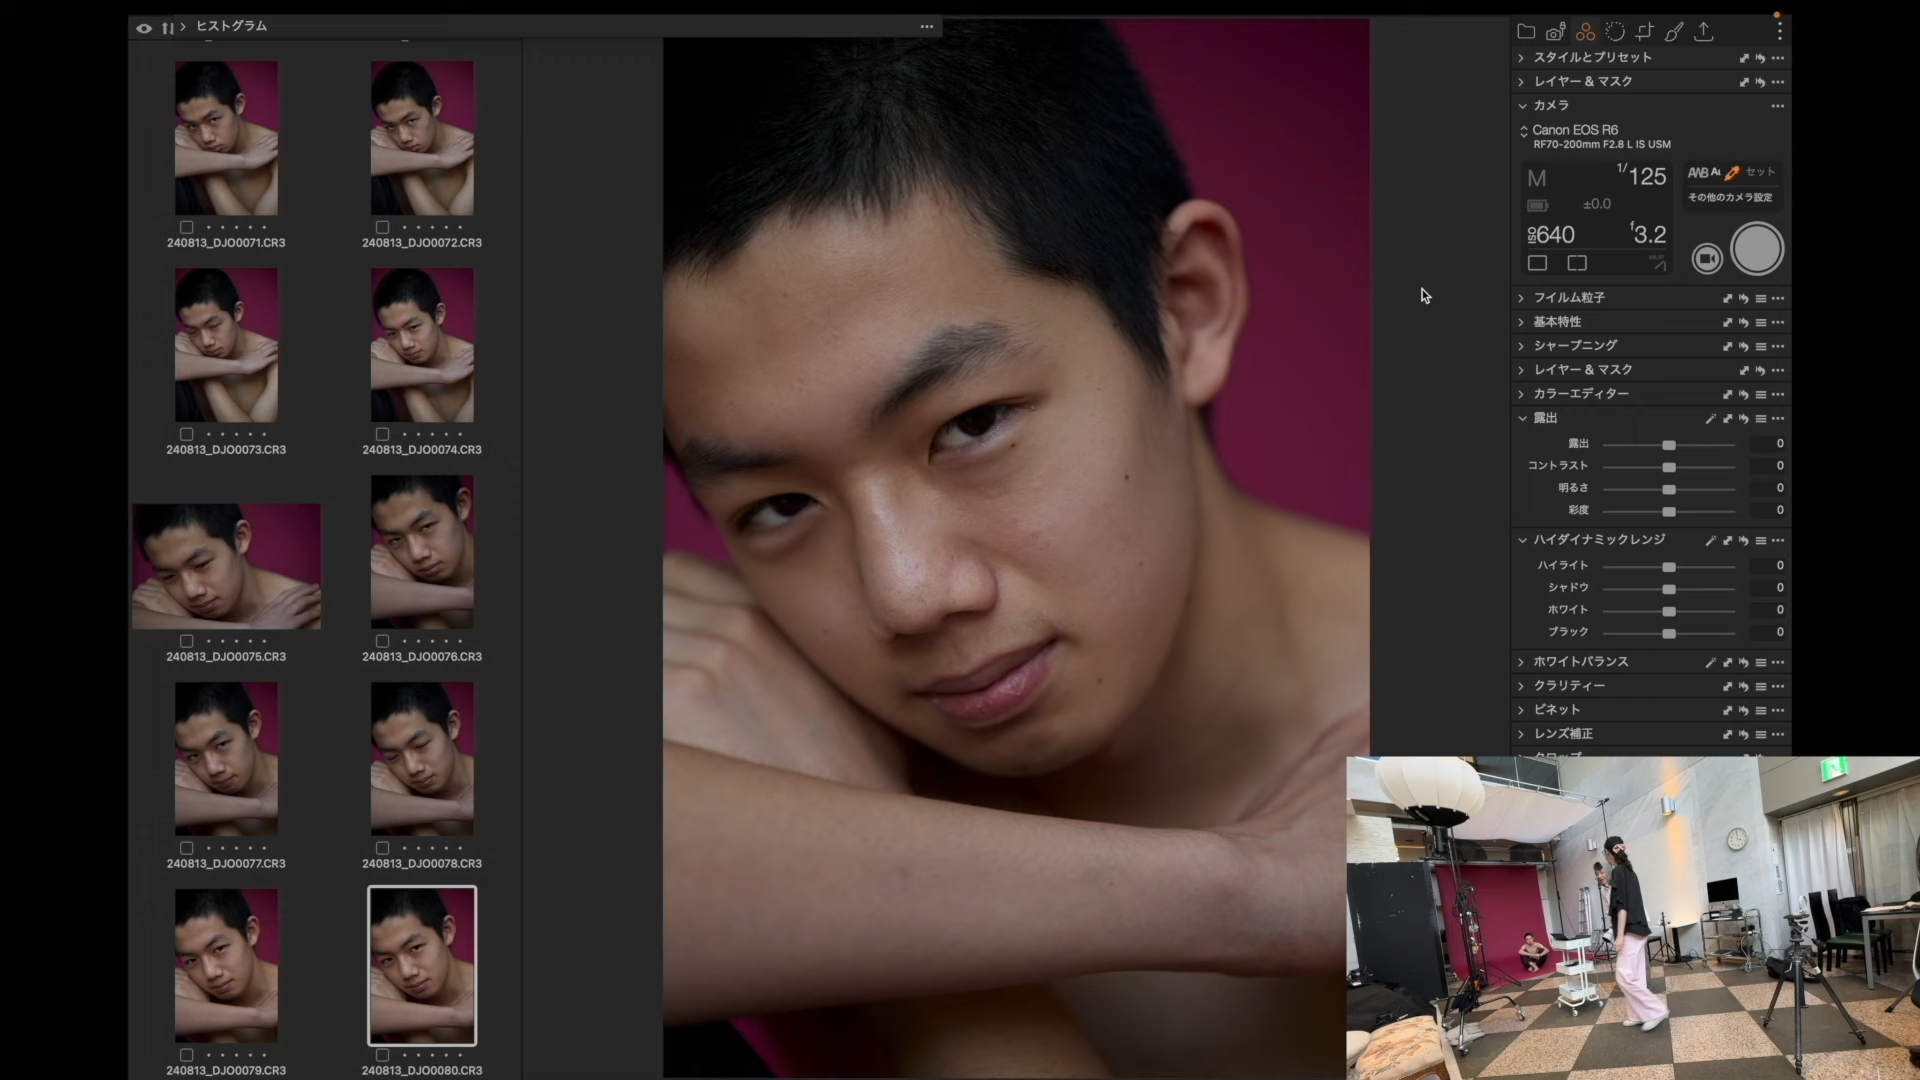 ヒストグラム
240813_DJO0071.CR3
240813_DJO0072.CR3
240813_DJO0073.CR3
240813_DJO0074.CR3
240813_DJO0075.CR3
240813_DJO0076.CR3
240813_DJO0077.CR3
240813_DJO0078.CR3
240813_DJO0079.CR3
240813_DJO0080.CR3
スタイルとプリセット
レイヤー & マスク
カメラ
Canon EOS R6
RF70-200mm F2.8 L IS USM
M 1/125
±0.0
ISO640 f3.2
AWB セット
その他のカメラ設定
フイルム粒子
基本特性
シャープニング
レイヤー & マスク
カラーエディター
露出
露出 0
コントラスト 0
明るさ 0
彩度 0
ハイダイナミックレンジ
ハイライト 0
シャドウ 0
ホワイト 0
ブラック 0
ホワイトバランス
クラリティー
ビネット
レンズ補正